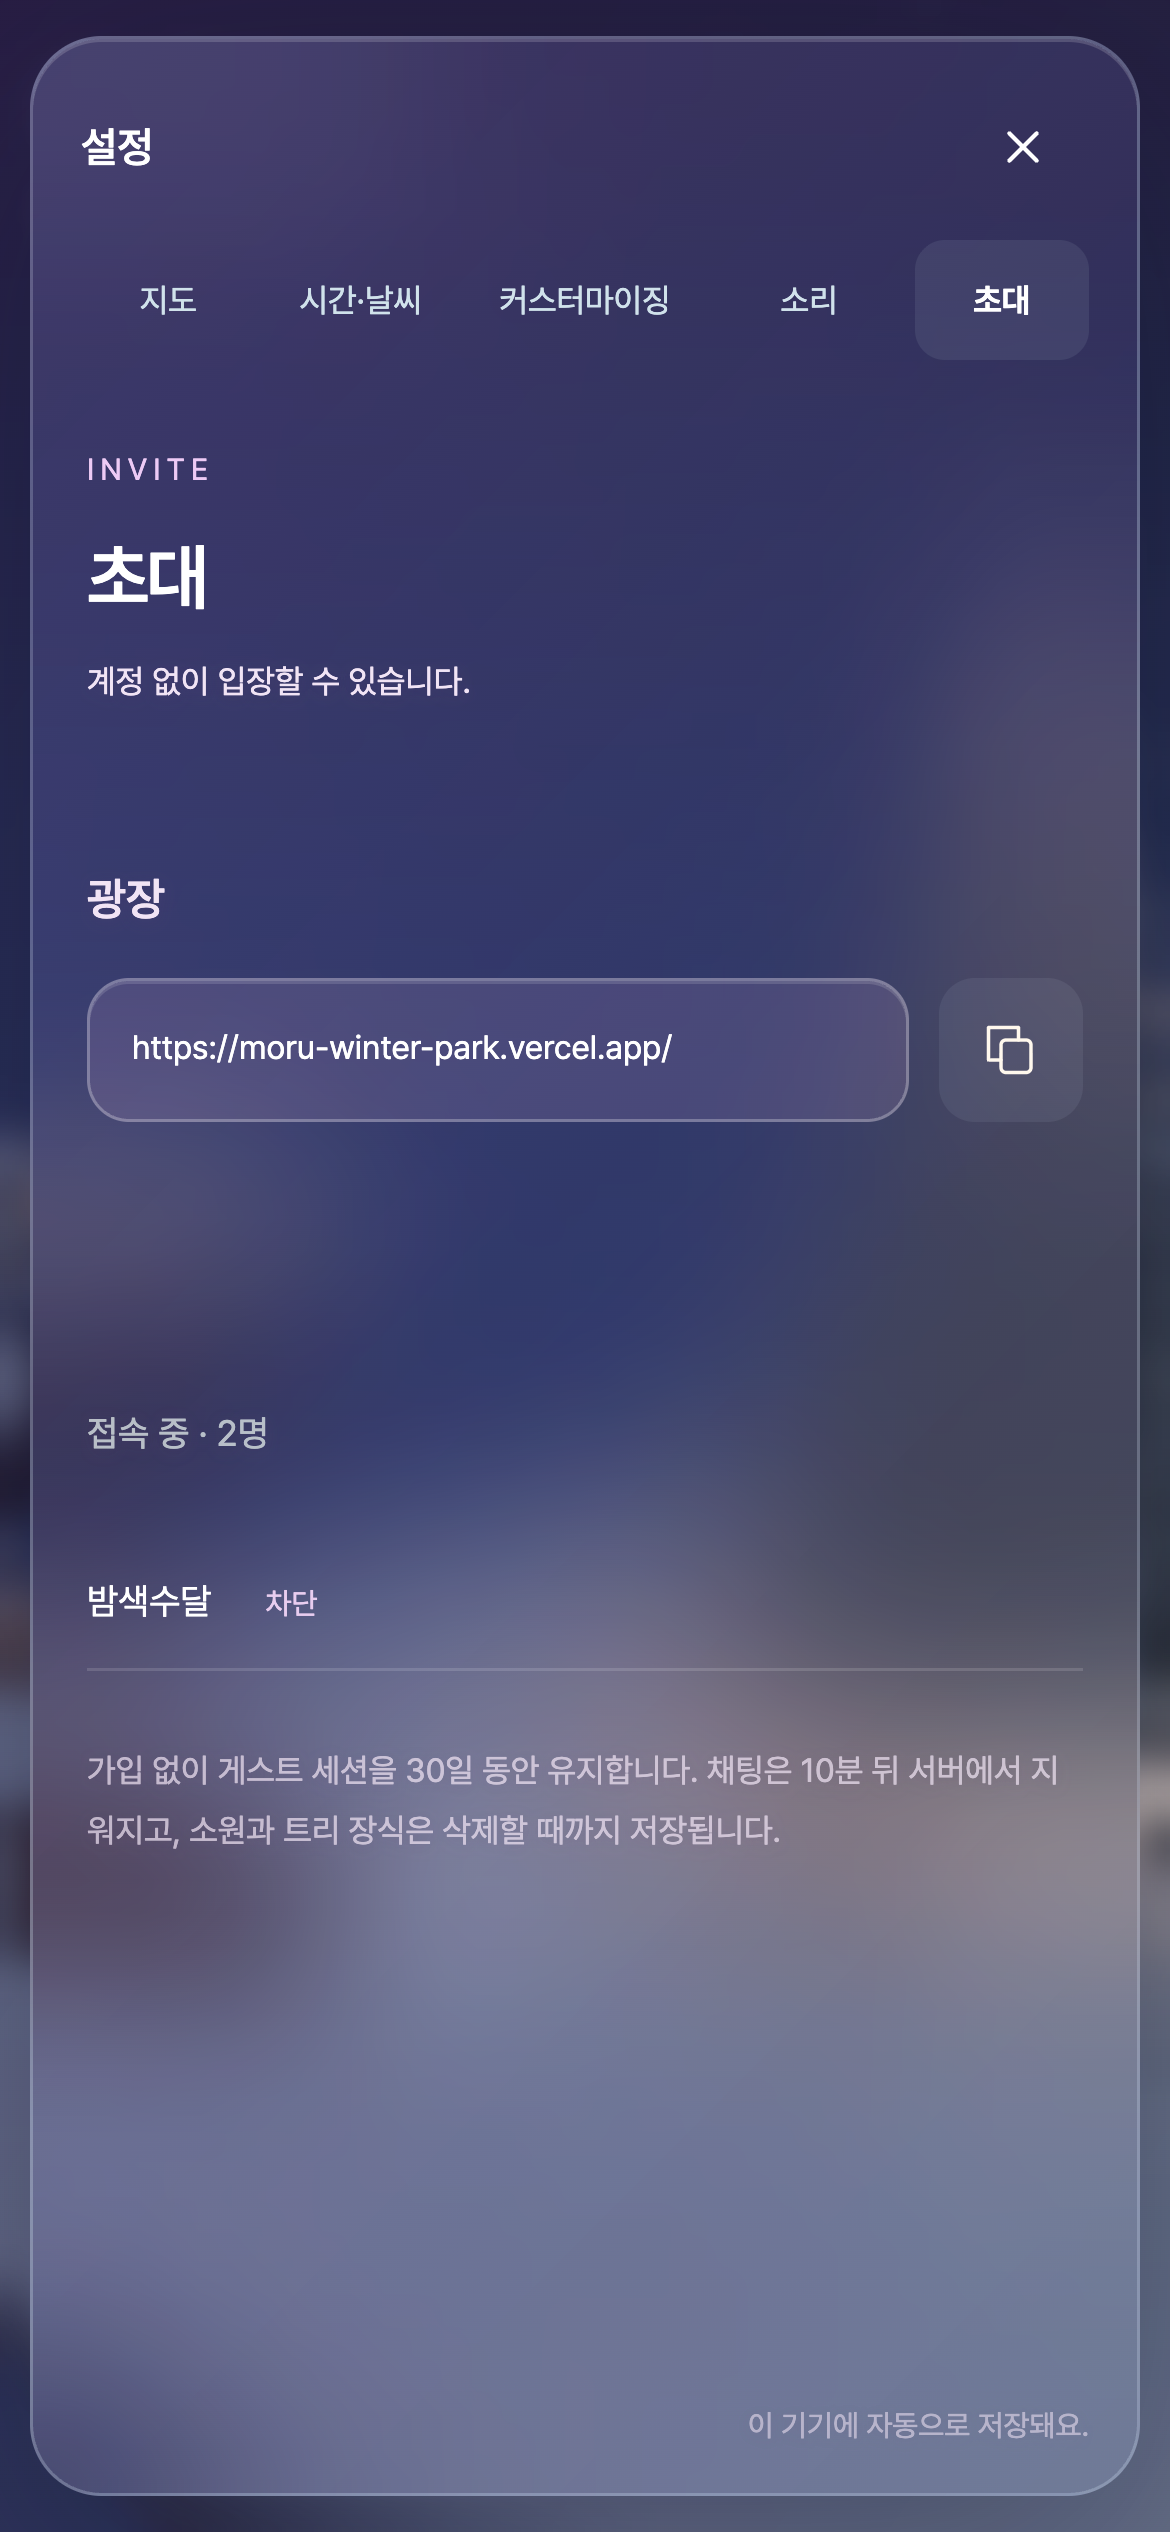 설정
지도
시간·날씨
커스터마이징
소리
초대
INVITE
초대
계정 없이 입장할 수 있습니다.
광장
https://moru-winter-park.vercel.app/
접속 중 · 2명
밤색수달 차단
가입 없이 게스트 세션을 30일 동안 유지합니다. 채팅은 10분 뒤 서버에서 지
워지고, 소원과 트리 장식은 삭제할 때까지 저장됩니다.
이 기기에 자동으로 저장돼요.